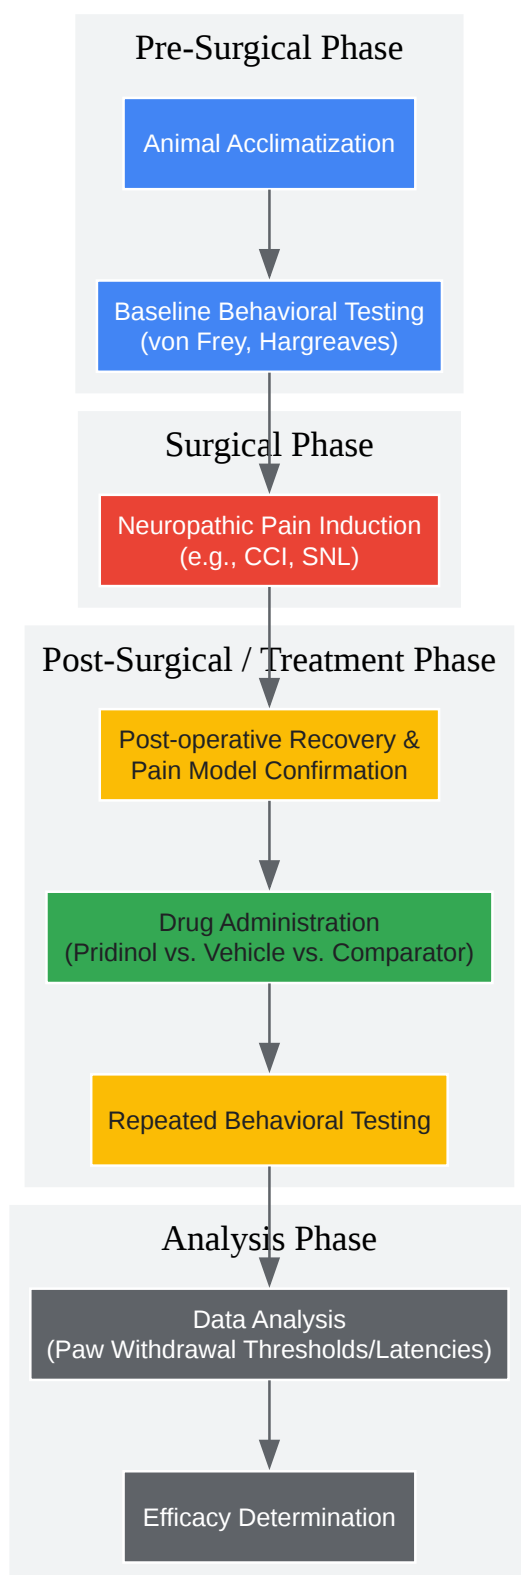 Pre-Surgical Phase
Animal Acclimatization
Baseline Behavioral Testing
(von Frey, Hargreaves)
Surgical Phase
Neuropathic Pain Induction
(e.g., CCI, SNL)
Post-Surgical / Treatment Phase
Post-operative Recovery &
Pain Model Confirmation
Drug Administration
(Pridinol vs. Vehicle vs. Comparator)
Repeated Behavioral Testing
Analysis Phase
Data Analysis
(Paw Withdrawal Thresholds/Latencies)
Efficacy Determination